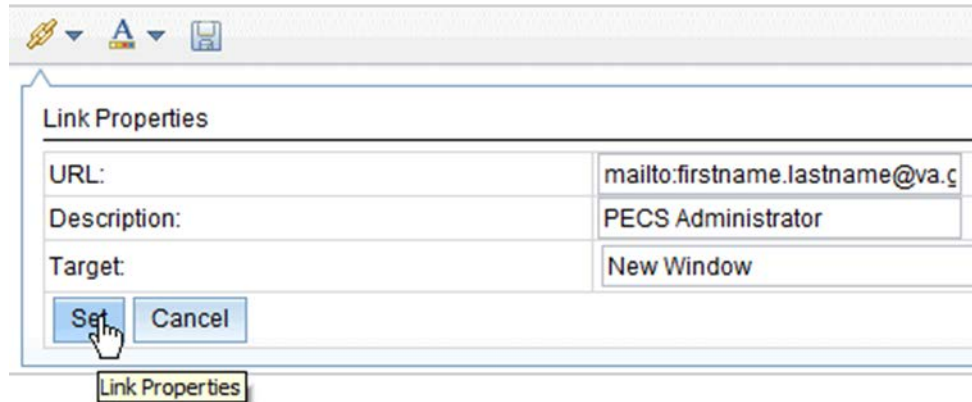 Link Properties
URL: mailto:firstname.lastname@va.g
Description: PECS Administrator
Target: New Window
Set Cancel
Link Properties